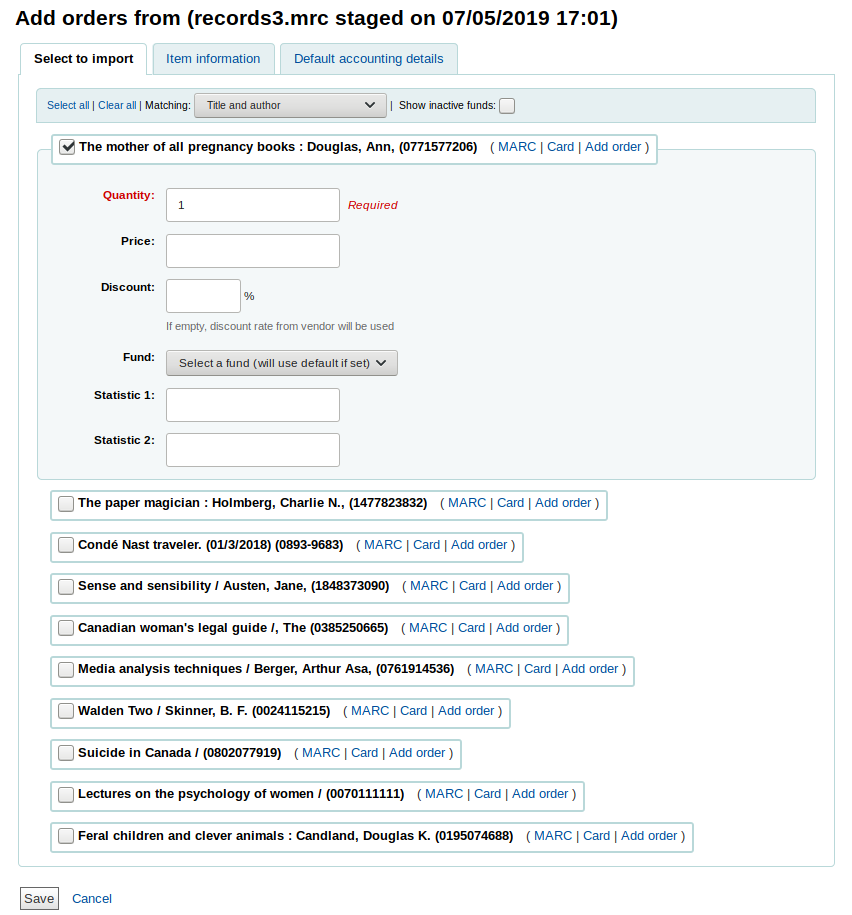 Add orders from (records3.mrc staged on 07/05/2019 17:01)
Select to import Item information Default accounting details
Select all | Clear all | Matching: Title and author | Show inactive funds:
The mother of all pregnancy books : Douglas, Ann, (0771577206) ( MARC | Card | Add order )
Quantity: 1 Required
Price:
Discount: %
If empty, discount rate from vendor will be used
Fund: Select a fund (will use default if set)
Statistic 1:
Statistic 2:
The paper magician : Holmberg, Charlie N., (1477823832) ( MARC | Card | Add order )
Condé Nast traveler. (01/3/2018) (0893-9683) ( MARC | Card | Add order )
Sense and sensibility / Austen, Jane, (1848373090) ( MARC | Card | Add order )
Canadian woman's legal guide /, The (0385250665) ( MARC | Card | Add order )
Media analysis techniques / Berger, Arthur Asa, (0761914536) ( MARC | Card | Add order )
Walden Two / Skinner, B. F. (0024115215) ( MARC | Card | Add order )
Suicide in Canada / (0802077919) ( MARC | Card | Add order )
Lectures on the psychology of women / (0070111111) ( MARC | Card | Add order )
Feral children and clever animals : Candland, Douglas K. (0195074688) ( MARC | Card | Add order )
Save Cancel